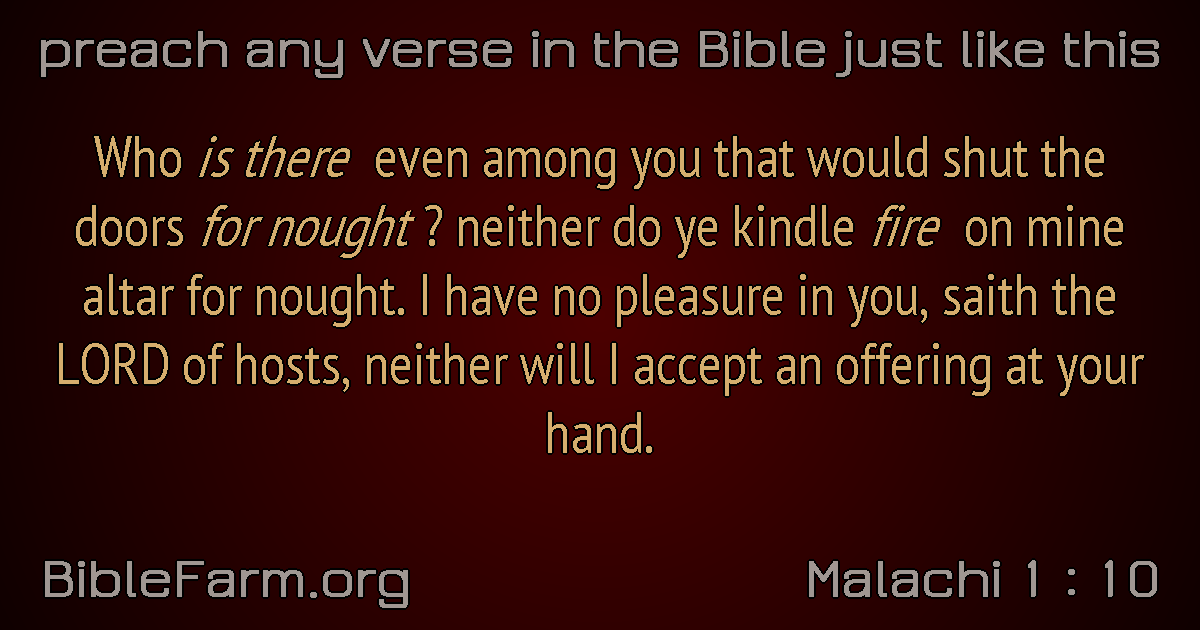 preach any verse in the Bible just like this
Who is there even among you that would shut the
doors for nought ? neither do ye kindle fire on mine
altar for nought. I have no pleasure in you, saith the
LORD of hosts, neither will I accept an offering at your
hand.
BibleFarm.org
Malachi 1 : 10